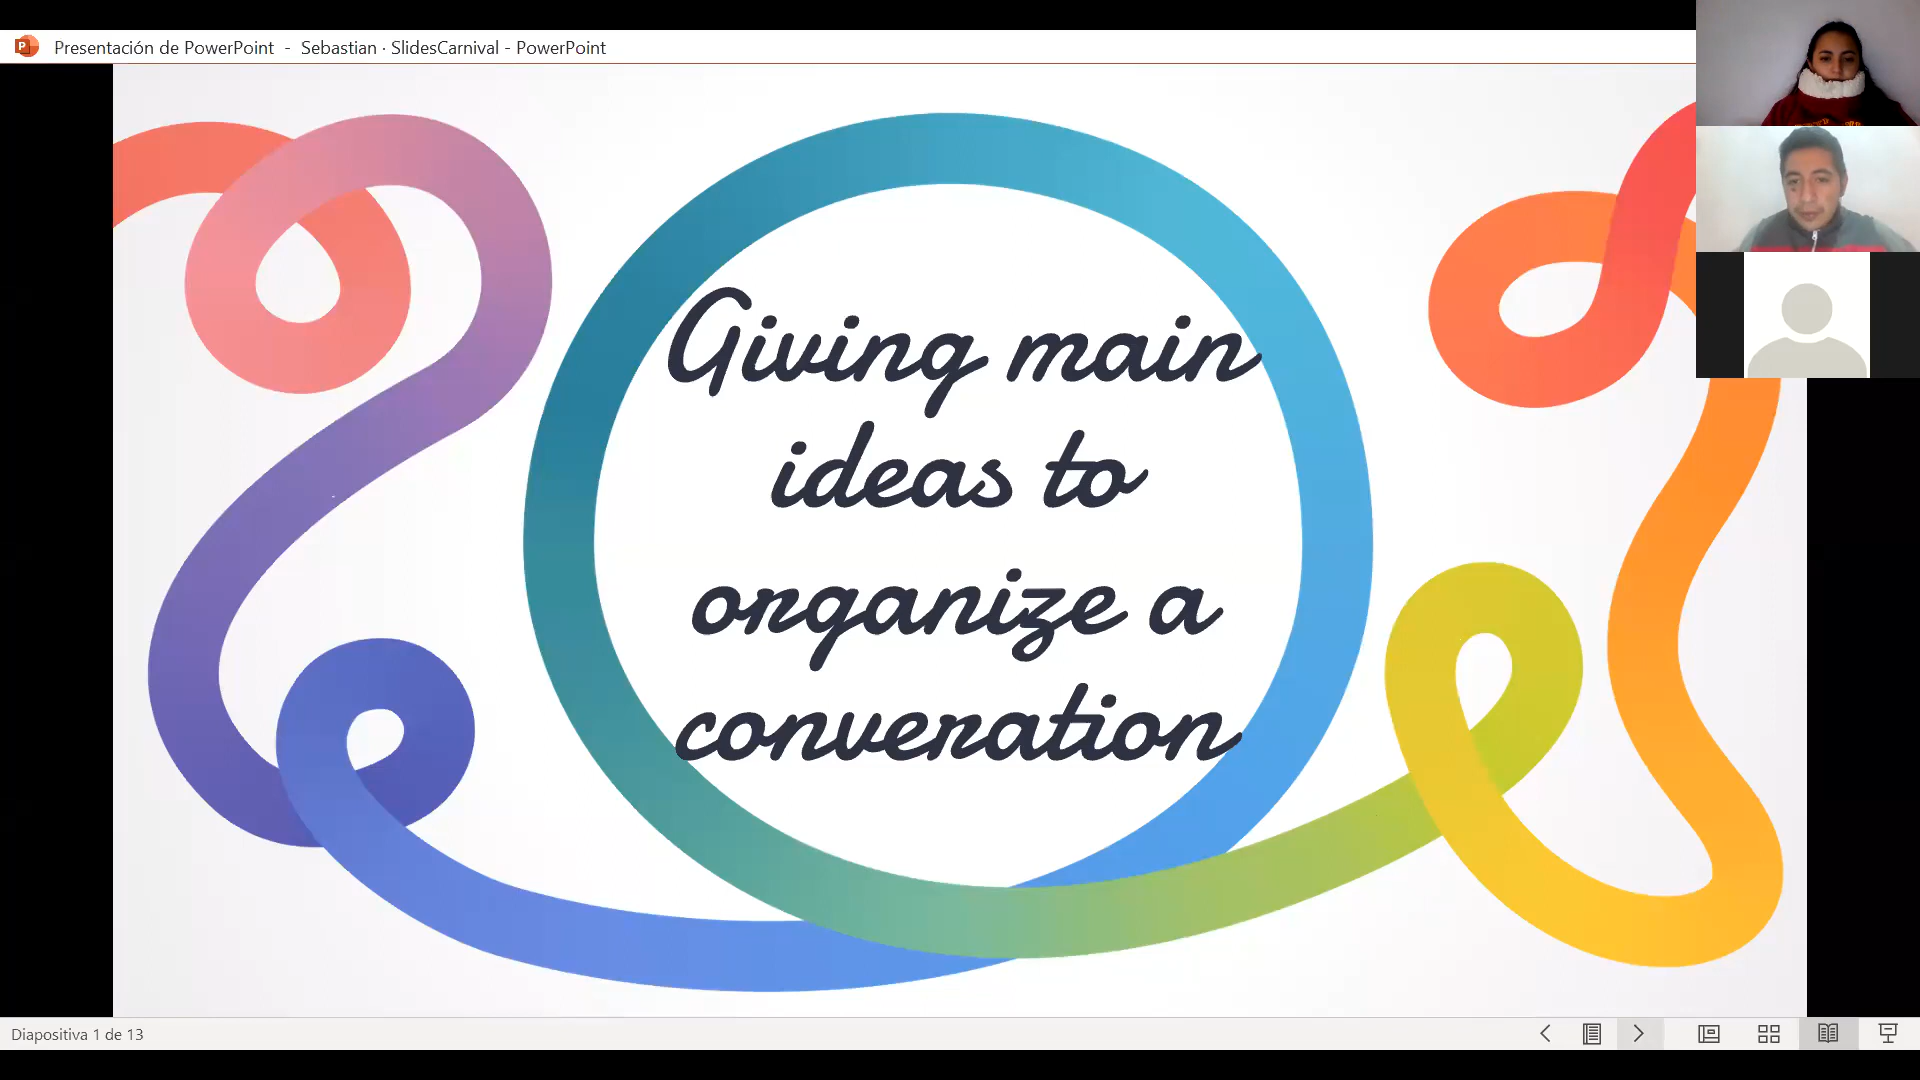 Presentación de PowerPoint - Sebastian · SlidesCarnival - PowerPoint
Giving main
ideas to
organize a
converation
Diapositiva 1 de 13